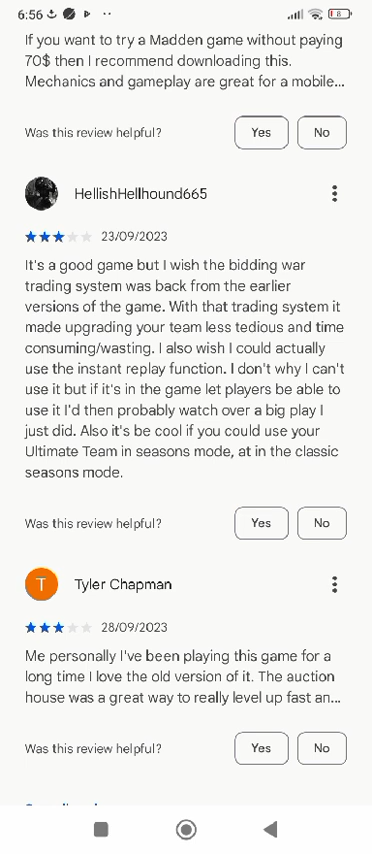 6:56
8
If you want to try a Madden game without paying
70$ then I recommend downloading this.
Mechanics and gameplay are great for a mobile...
Was this review helpful?
Yes
No
HellishHellhound665
23/09/2023
It's a good game but I wish the bidding war
trading system was back from the earlier
versions of the game. With that trading system it
made upgrading your team less tedious and time
consuming/wasting. I also wish I could actually
use the instant replay function. I don't why I can't
use it but if it's in the game let players be able to
use it I'd then probably watch over a big play I
just did. Also it's be cool if you could use your
Ultimate Team in seasons mode, at in the classic
seasons mode.
Was this review helpful?
Yes
No
T
Tyler Chapman
28/09/2023
Me personally I've been playing this game for a
long time I love the old version of it. The auction
house was a great way to really level up fast an...
Was this review helpful?
Yes
No